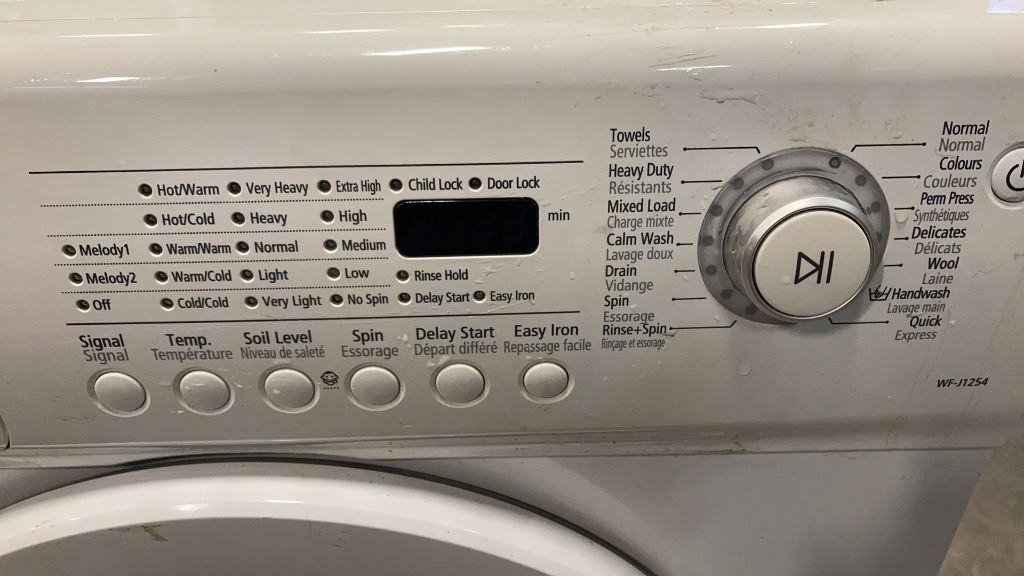 Hot/Warm Very Heavy Extra High Child Lock Door Lock
Hot/Cold Heavy High
min
Melody1 Warm/Warm Normal Medium
Melody2 Warm/Cold Light Low Rinse Hold
Off Cold/Cold Very Light No Spin Delay Start Easy Iron
Signal Temp. Soil Level Spin Delay Start Easy Iron
Signal Température Niveau de saleté Essorage Départ différé Repassage facile
Towels
Serviettes
Heavy Duty
Résistants
Mixed Load
Charge mixte
Calm Wash
Lavage doux
Drain
Vidange
Spin
Essorage
Rinse+Spin
Rinçage et essorage
Normal
Normal
Colours
Couleurs
Perm Press
Synthétiques
Delicates
Délicats
Wool
Laine
Handwash
Lavage main
Quick
Express
WF-J1254